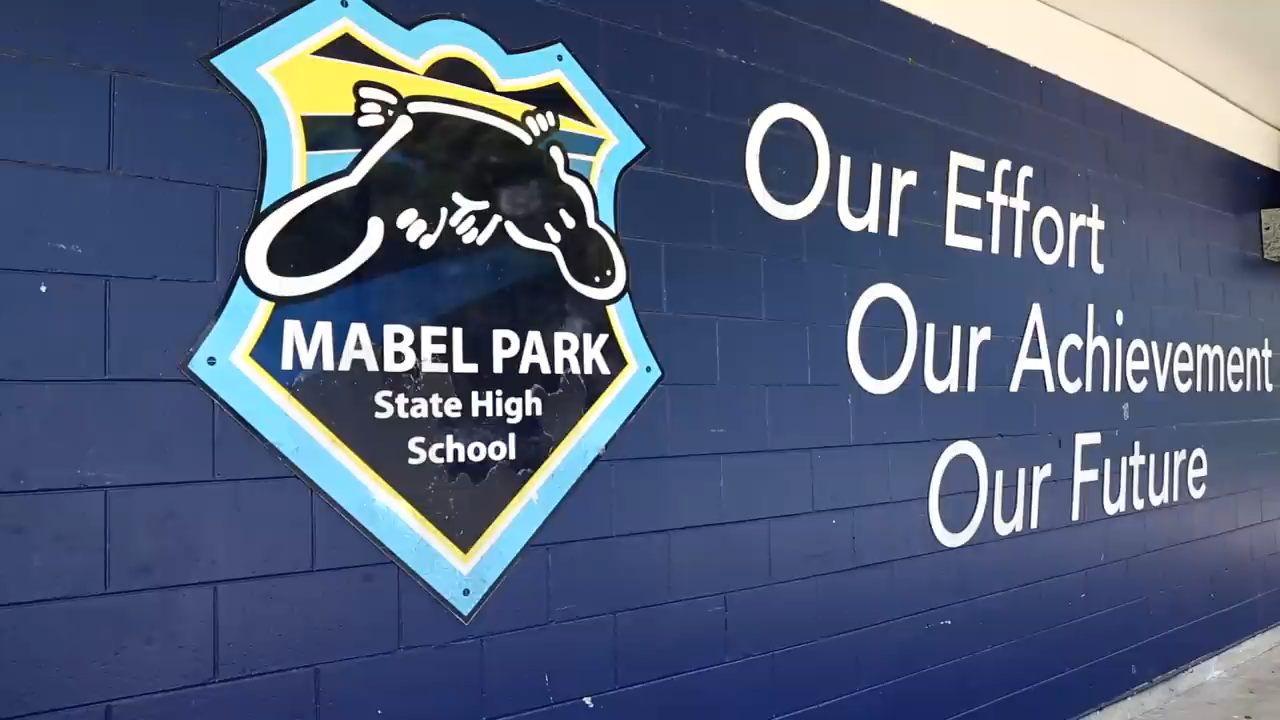 MABEL PARK
State High
School
Our Effort
Our Achievement
Our Future